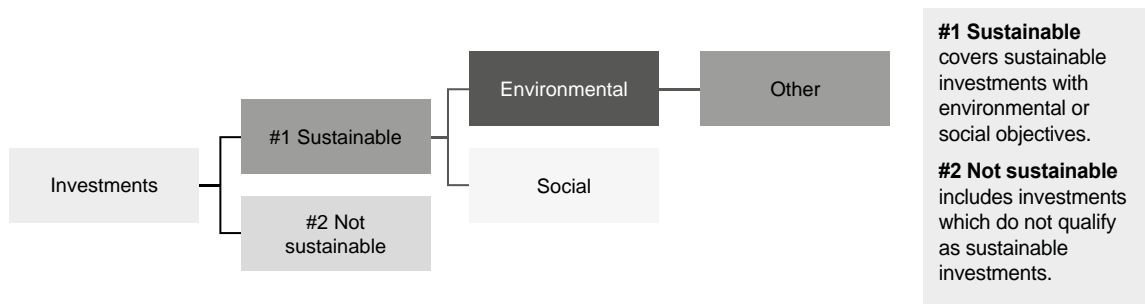 Investments
#1 Sustainable
#2 Not
sustainable
Environmental
Social
Other
#1 Sustainable
covers sustainable
investments with
environmental or
social objectives.
#2 Not sustainable
includes investments
which do not qualify
as sustainable
investments.